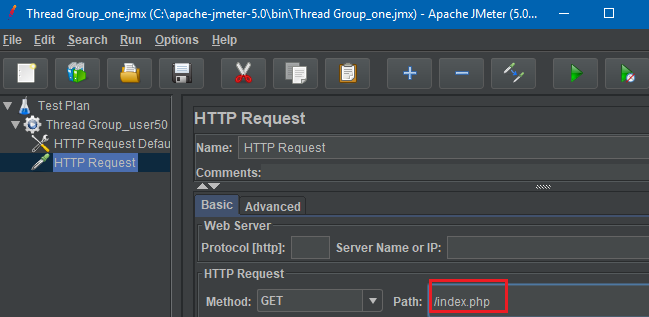 Thread Group_one.jmx (C:\apache-jmeter-5.0\bin\Thread Group_one.jmx) - Apache JMeter (5.0...
File Edit Search Run Options Help
Test Plan
Thread Group_user50
HTTP Request Defau
HTTP Request
HTTP Request
Name: HTTP Request
Comments:
Basic Advanced
Web Server
Protocol [http]: Server Name or IP:
HTTP Request
Method: GET Path: /index.php